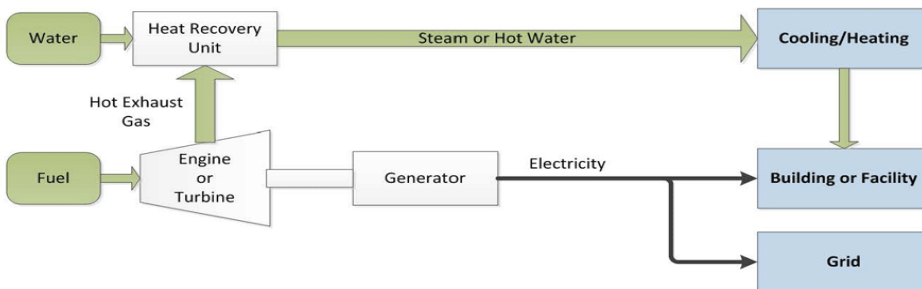 Water
Heat Recovery
Unit
Steam or Hot Water
Cooling/Heating
Hot Exhaust
Gas
Fuel
Engine
or
Turbine
Generator
Electricity
Building or Facility
Grid